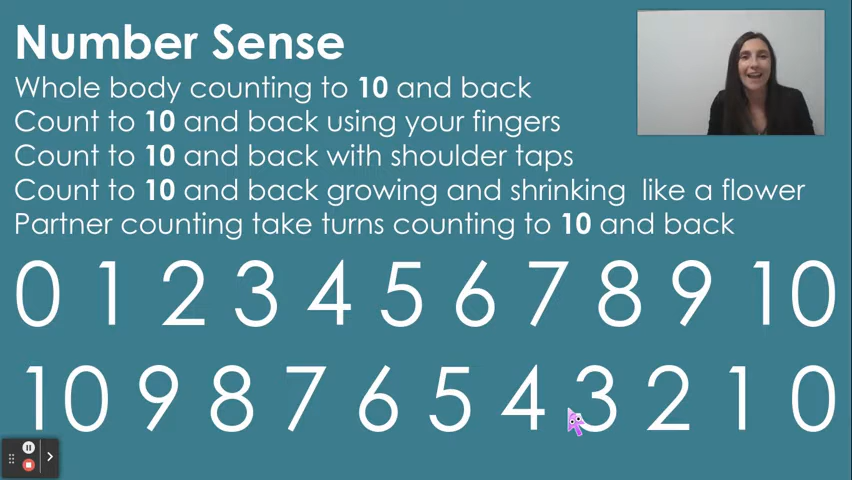 Number Sense
Whole body counting to 10 and back
Count to 10 and back using your fingers
Count to 10 and back with shoulder taps
Count to 10 and back growing and shrinking like a flower
Partner counting take turns counting to 10 and back
0 1 2 3 4 5 6 7 8 9 10
10 9 8 7 6 5 4 3 2 1 0